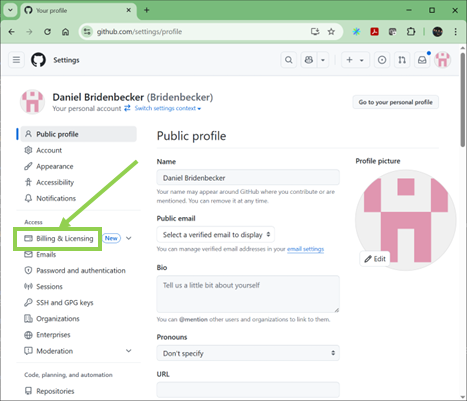 Your profile
github.com/settings/profile
Settings
Daniel Bridenbecker (Bridenbecker)
Your personal account Switch settings context
Go to your personal profile
Public profile
Account
Appearance
Accessibility
Notifications
Access
Billing & Licensing New
Emails
Password and authentication
Sessions
SSH and GPG keys
Organizations
Enterprises
Moderation
Code, planning, and automation
Repositories
Public profile
Name
Daniel Bridenbecker
Your name may appear around GitHub where you contribute or are
mentioned. You can remove it at any time.
Public email
Select a verified email to display
You can manage verified email addresses in your email settings
Bio
Tell us a little bit about yourself
You can @mention other users and organizations to link to them.
Pronouns
Don't specify
URL
Profile picture
Edit